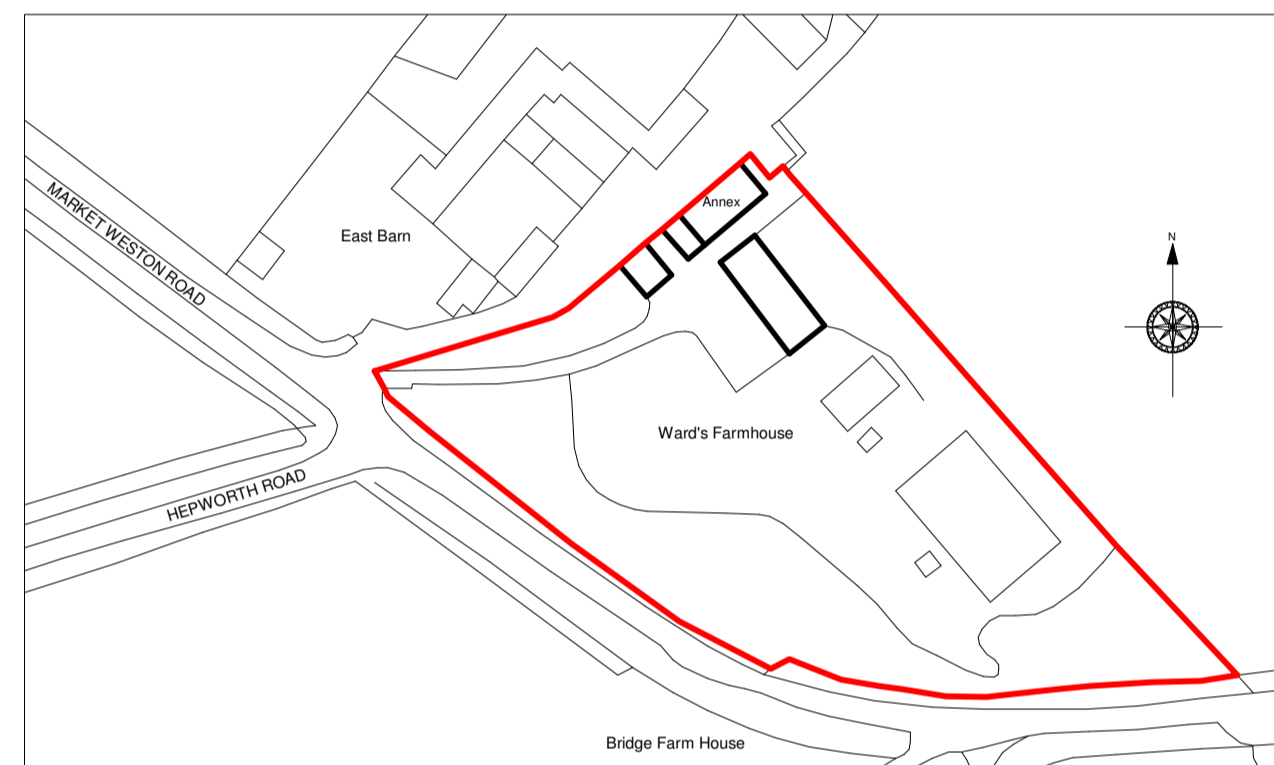 Annex
East Barn
N
MARKET WESTON ROAD
Ward's Farmhouse
HEPWORTH ROAD
Bridge Farm House